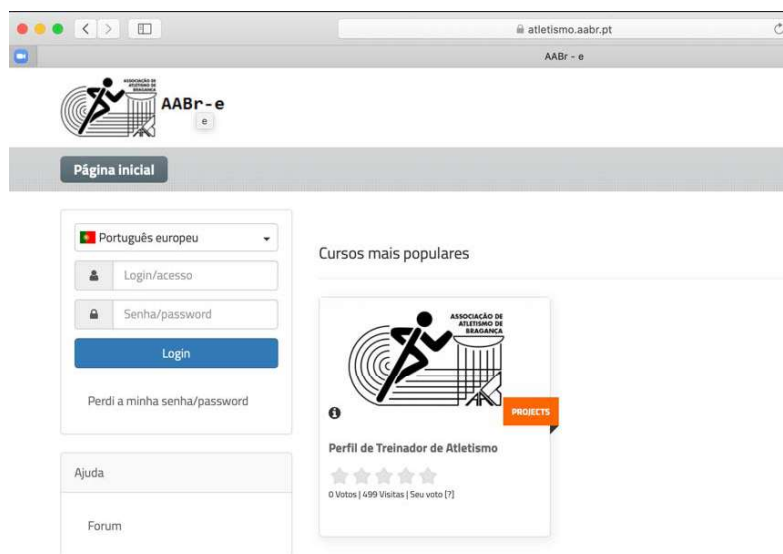 atletismo.aabr.pt
AABr - e
ASSOCIAÇÃO DE
ATLETISMO DE
BRAGANÇA
AABr-e
e
Página inicial
Português europeu
Login/acesso
Senha/password
Login
Perdi a minha senha/password
Ajuda
Forum
Cursos mais populares
ASSOCIAÇÃO DE
ATLETISMO DE
BRAGANÇA
PROJECTS
Perfil de Treinador de Atletismo
0 Votos | 499 Visitas | Seu voto [?]